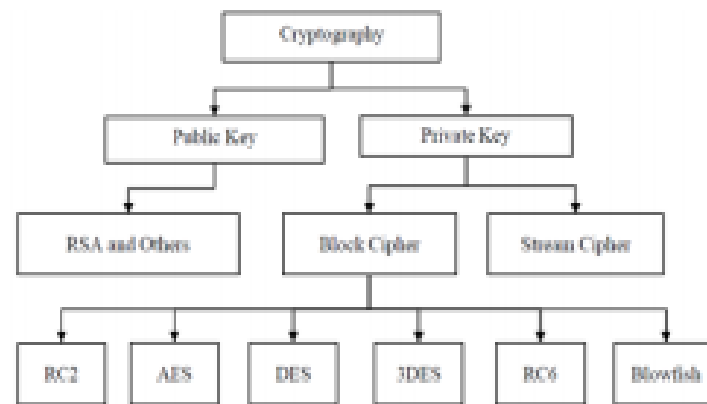 Cryptography
Public Key
Private Key
RSA and Others
Block Cipher
Stream Cipher
RC2
AES
DES
3DES
RC6
Blowfish